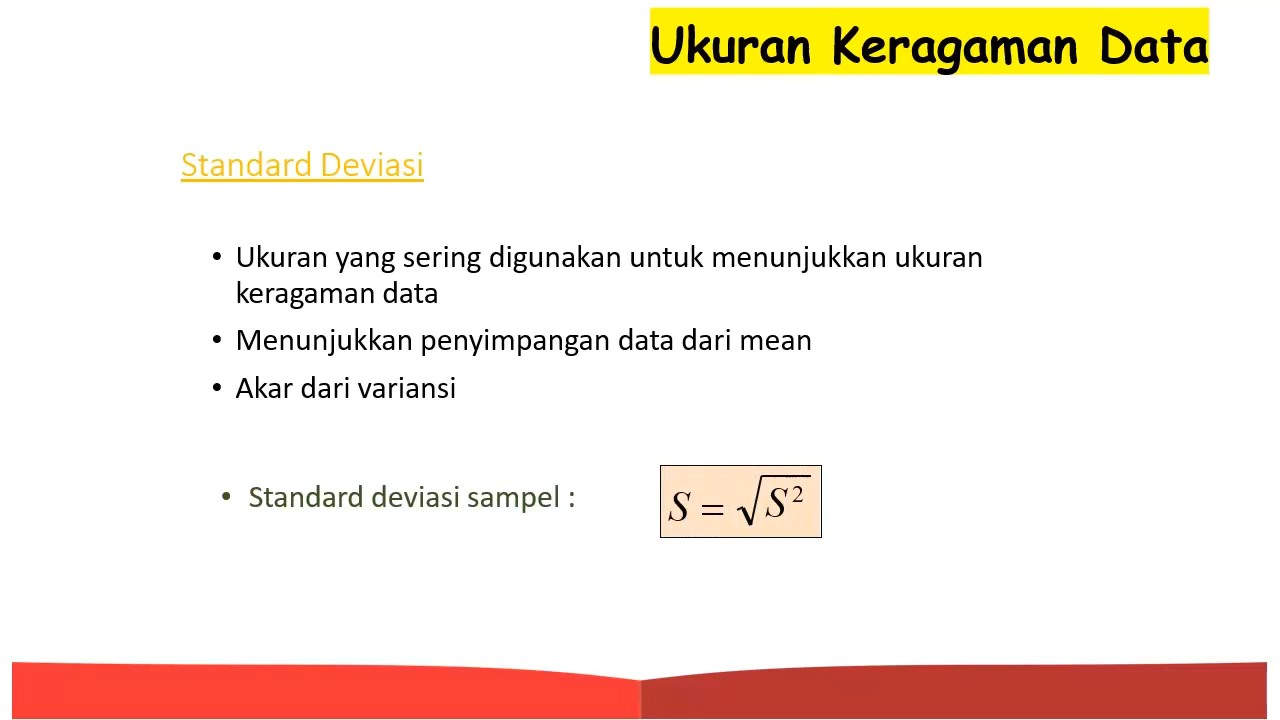 Ukuran Keragaman Data
Standard Deviasi
• Ukuran yang sering digunakan untuk menunjukkan ukuran
keragaman data
• Menunjukkan penyimpangan data dari mean
• Akar dari variansi
• Standard deviasi sampel :
S = √S²